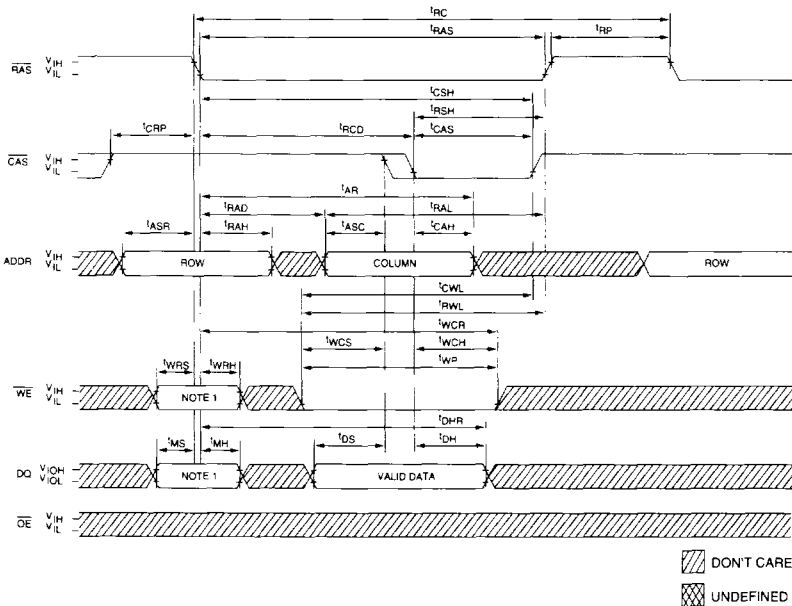 tRC
tRAS
tRP
RAS VIH
VIL
tCSH
tRSH
tCRP
tRCD
tCAS
CAS VIH
VIL
tAR
tRAD
tRAL
tASR
tRAH
tASC
tCAH
ADDR VIH
VIL
ROW
COLUMN
ROW
tCWL
tRWL
tWCR
tWCS
tWCH
tWRS
tWRH
tWP
WE VIH
VIL
NOTE 1
tDHR
tMS
tMH
tDS
tDH
DQ VIOH
VIOL
NOTE 1
VALID DATA
OE VIH
VIL
DON'T CARE
UNDEFINED